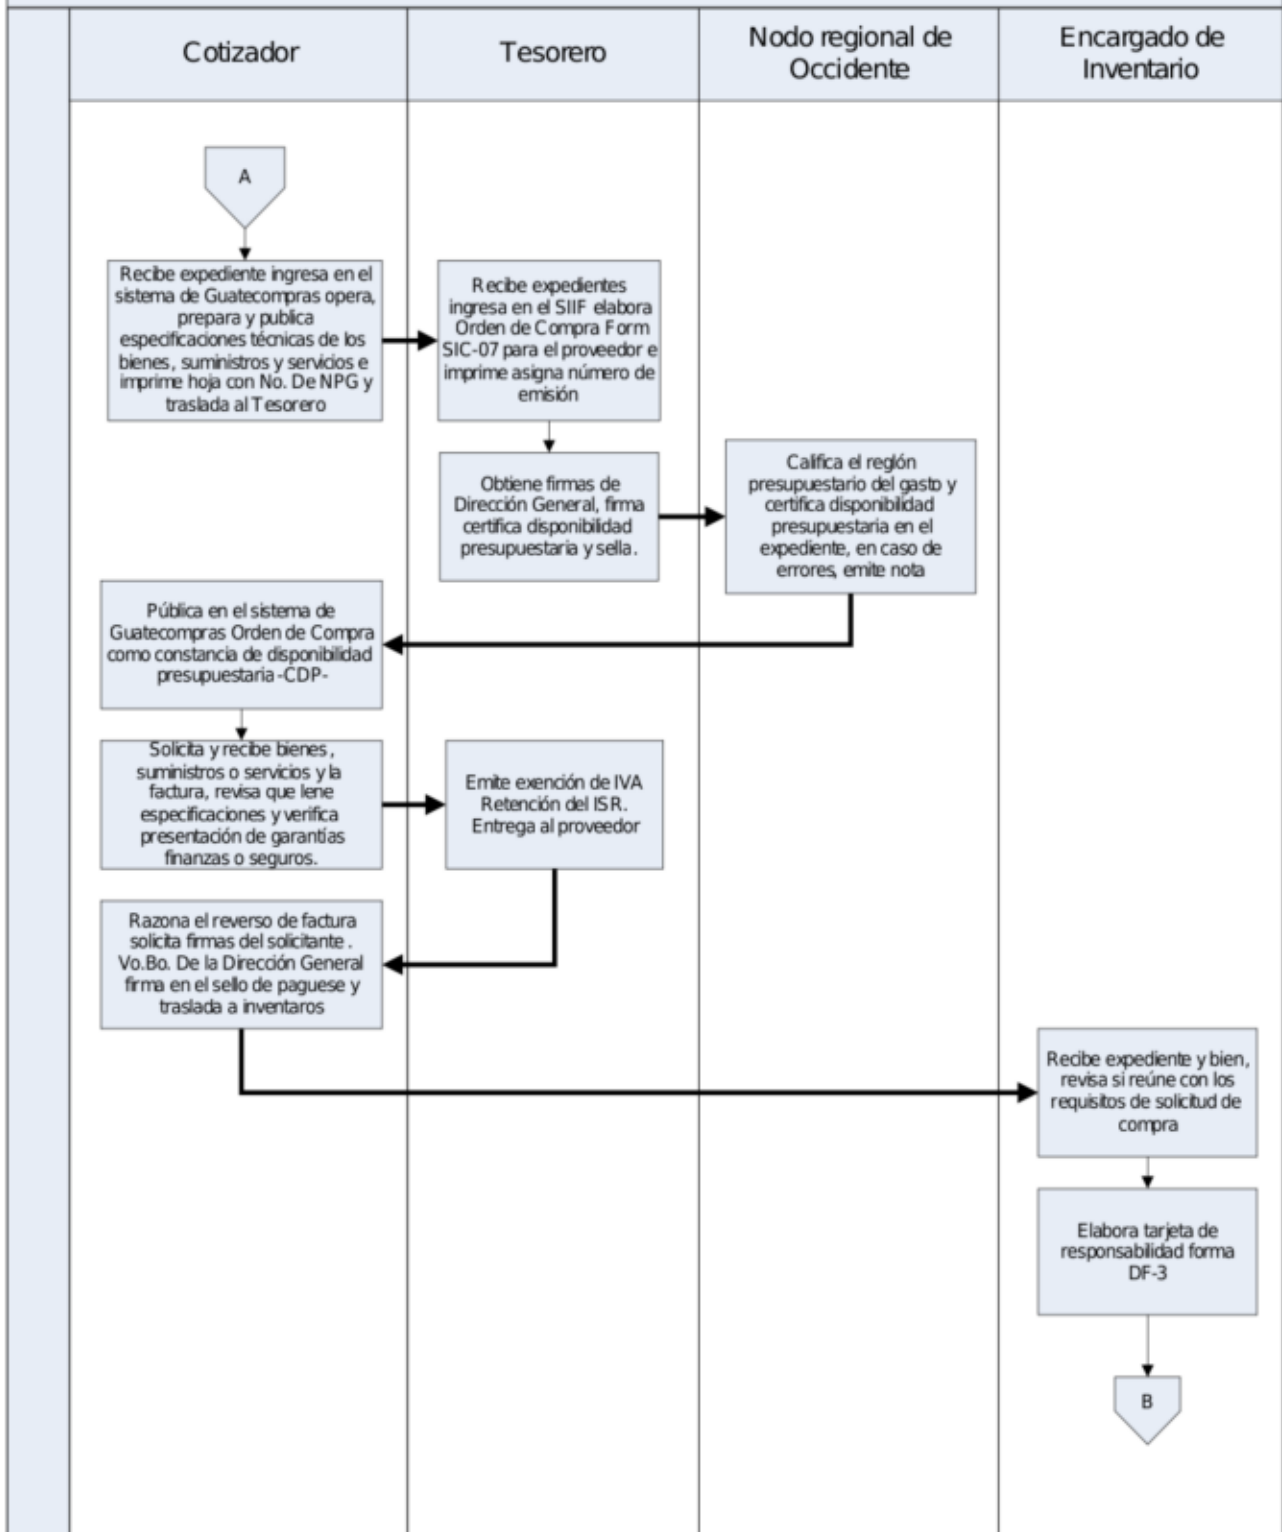 Cotizador
Tesorero
Nodo regional de
Occidente
Encargado de
Inventario
A
Recibe expediente ingresa en el
sistema de Guatecompras opera,
prepara y publica
especificaciones técnicas de los
bienes, suministros y servicios e
imprime hoja con No. De NPG y
traslada al Tesorero
Recibe expedientes
ingresa en el SIIF elabora
Orden de Compra Form
SIC-07 para el proveedor e
imprime asigna número de
emisión
Obtiene firmas de
Dirección General, firma
certifica disponibilidad
presupuestaria y sella.
Califica el reglón
presupuestario del gasto y
certifica disponibilidad
presupuestaria en el
expediente, en caso de
errores, emite nota
Pública en el sistema de
Guatecompras Orden de Compra
como constancia de disponibilidad
presupuestaria -CDP-
Solicita y recibe bienes,
suministros o servicios y la
factura, revisa que lene
especificaciones y verifica
presentación de garantías
finanzas o seguros.
Emite exención de IVA
Retención del ISR.
Entrega al proveedor
Razona el reverso de factura
solicita firmas del solicitante.
Vo.Bo. De la Dirección General
firma en el sello de paguese y
traslada a inventaros
Recibe expediente y bien,
revisa si reúne con los
requisitos de solicitud de
compra
Elabora tarjeta de
responsabilidad forma
DF-3
B